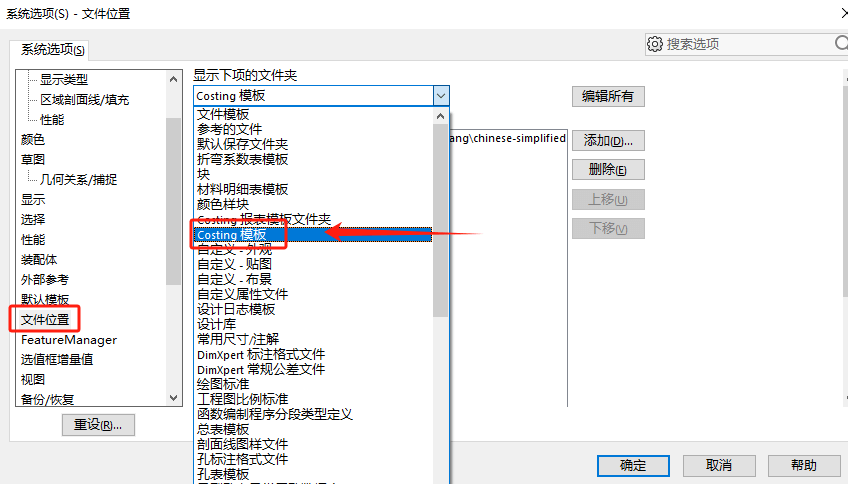 系统选项(S) - 文件位置
系统选项(S)
搜索选项
显示类型
区域剖面线/填充
性能
颜色
草图
几何关系/捕捉
显示
选择
性能
装配体
外部参考
默认模板
文件位置
FeatureManager
选值框增量值
视图
备份/恢复
重设(R)...
显示下项的文件夹
Costing 模板
文件模板
参考的文件
默认保存文件夹
折弯系数表模板
块
材料明细表模板
颜色样块
Costing 报表模板文件夹
Costing 模板
自定义 - 外观
自定义 - 贴图
自定义 - 布景
自定义属性文件
设计日志模板
设计库
常用尺寸/注解
DimXpert 标注格式文件
DimXpert 常规公差文件
绘图标准
工程图比例标准
函数编制程序分段类型定义
总表模板
剖面线图样文件
孔标注格式文件
孔表模板
ang\chinese-simplified
编辑所有
添加(D)...
删除(E)
上移(U)
下移(V)
确定
取消
帮助